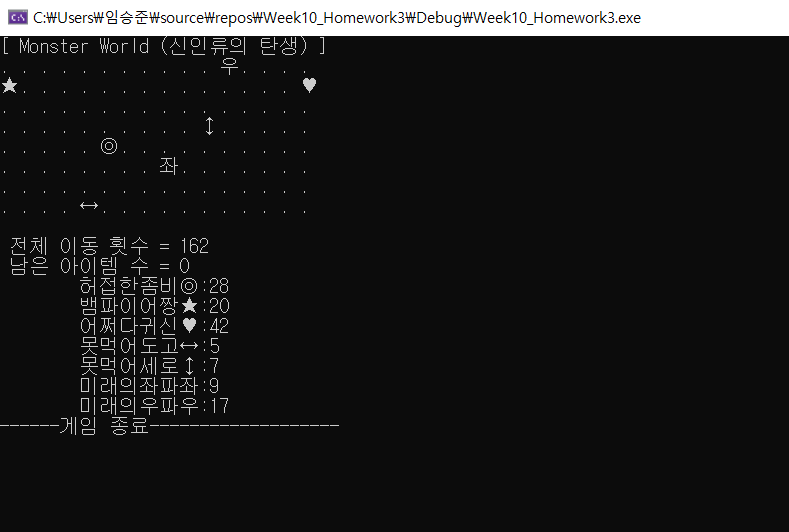 C:\Users\임승준\source\repos\Week10_Homework3\Debug\Week10_Homework3.exe
[ Monster World (신인류의 탄생) ]
. . . . . . . . . . . 우. . . .
★. . . . . . . . . . . . . . ♥
. . . . . . . . . . . . . . . .
. . . . . . . . . . ↕. . . . .
. . . . . ◎. . . . . . . . . .
. . . . . . . . 좌. . . . . . .
. . . . . . . . . . . . . . . .
. . . . ↔. . . . . . . . . . .
전체 이동 횟수 = 162
남은 아이템 수 = 0
허접한좀비◎:28
뱀파이어짱★:20
어쩌다귀신♥:42
못먹어도고↔:5
못먹어세로↕:7
미래의좌파좌:9
미래의우파우:17
------게임 종료-------------------